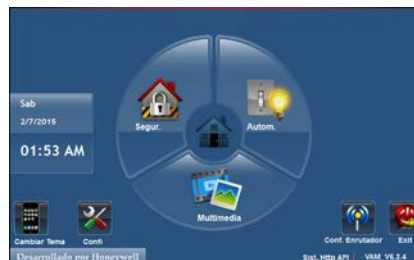 Sab
2/7/2015
01:53 AM
Segur.
Autom.
Multimedia
Cambiar Tema
Confi
Conf. Enrutador
Exit
Desarrollado por Honeywell
Sist. Http API
VAM V6.2.4